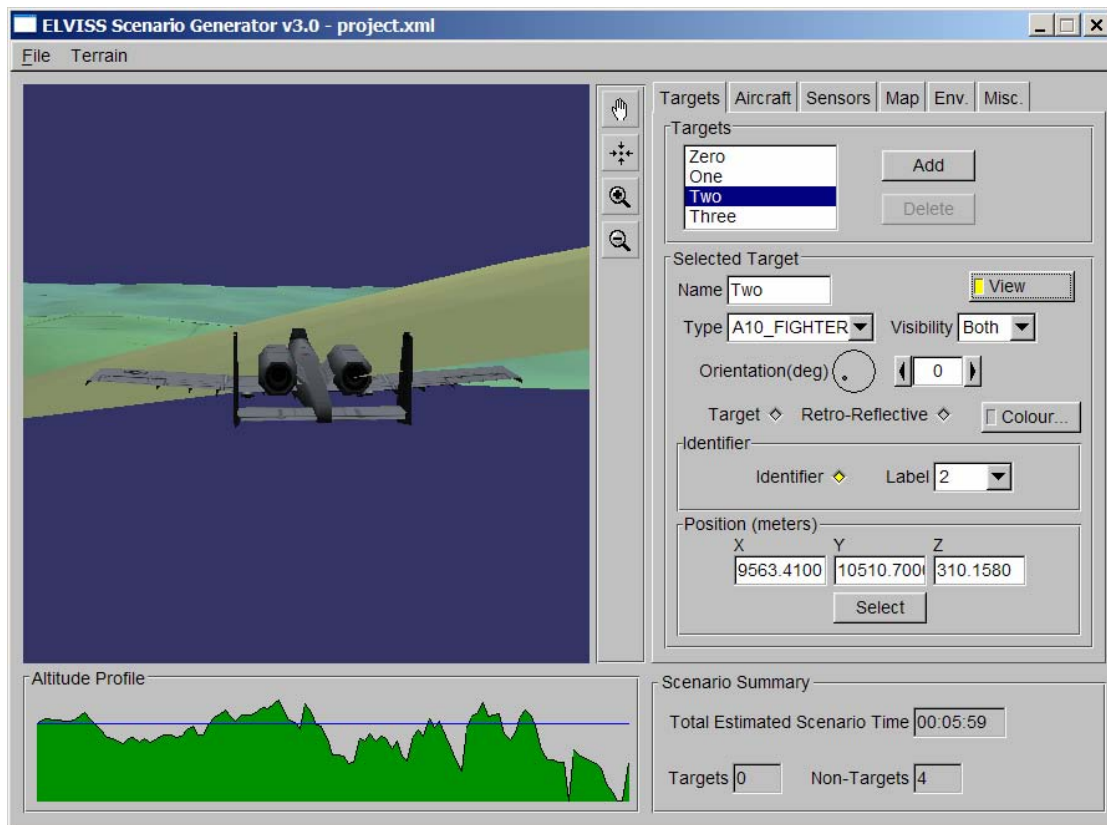 ELVISS Scenario Generator v3.0 - project.xml
File Terrain
Targets Aircraft Sensors Map Env. Misc.
Targets
Zero
One
Two
Three
Add
Delete
Selected Target
Name Two View
Type A10_FIGHTER Visibility Both
Orientation(deg) 0
Target Retro-Reflective Colour...
Identifier
Identifier Label 2
Position (meters)
X Y Z
9563.4100 10510.700 310.1580
Select
Altitude Profile
Scenario Summary
Total Estimated Scenario Time 00:05:59
Targets 0 Non-Targets 4